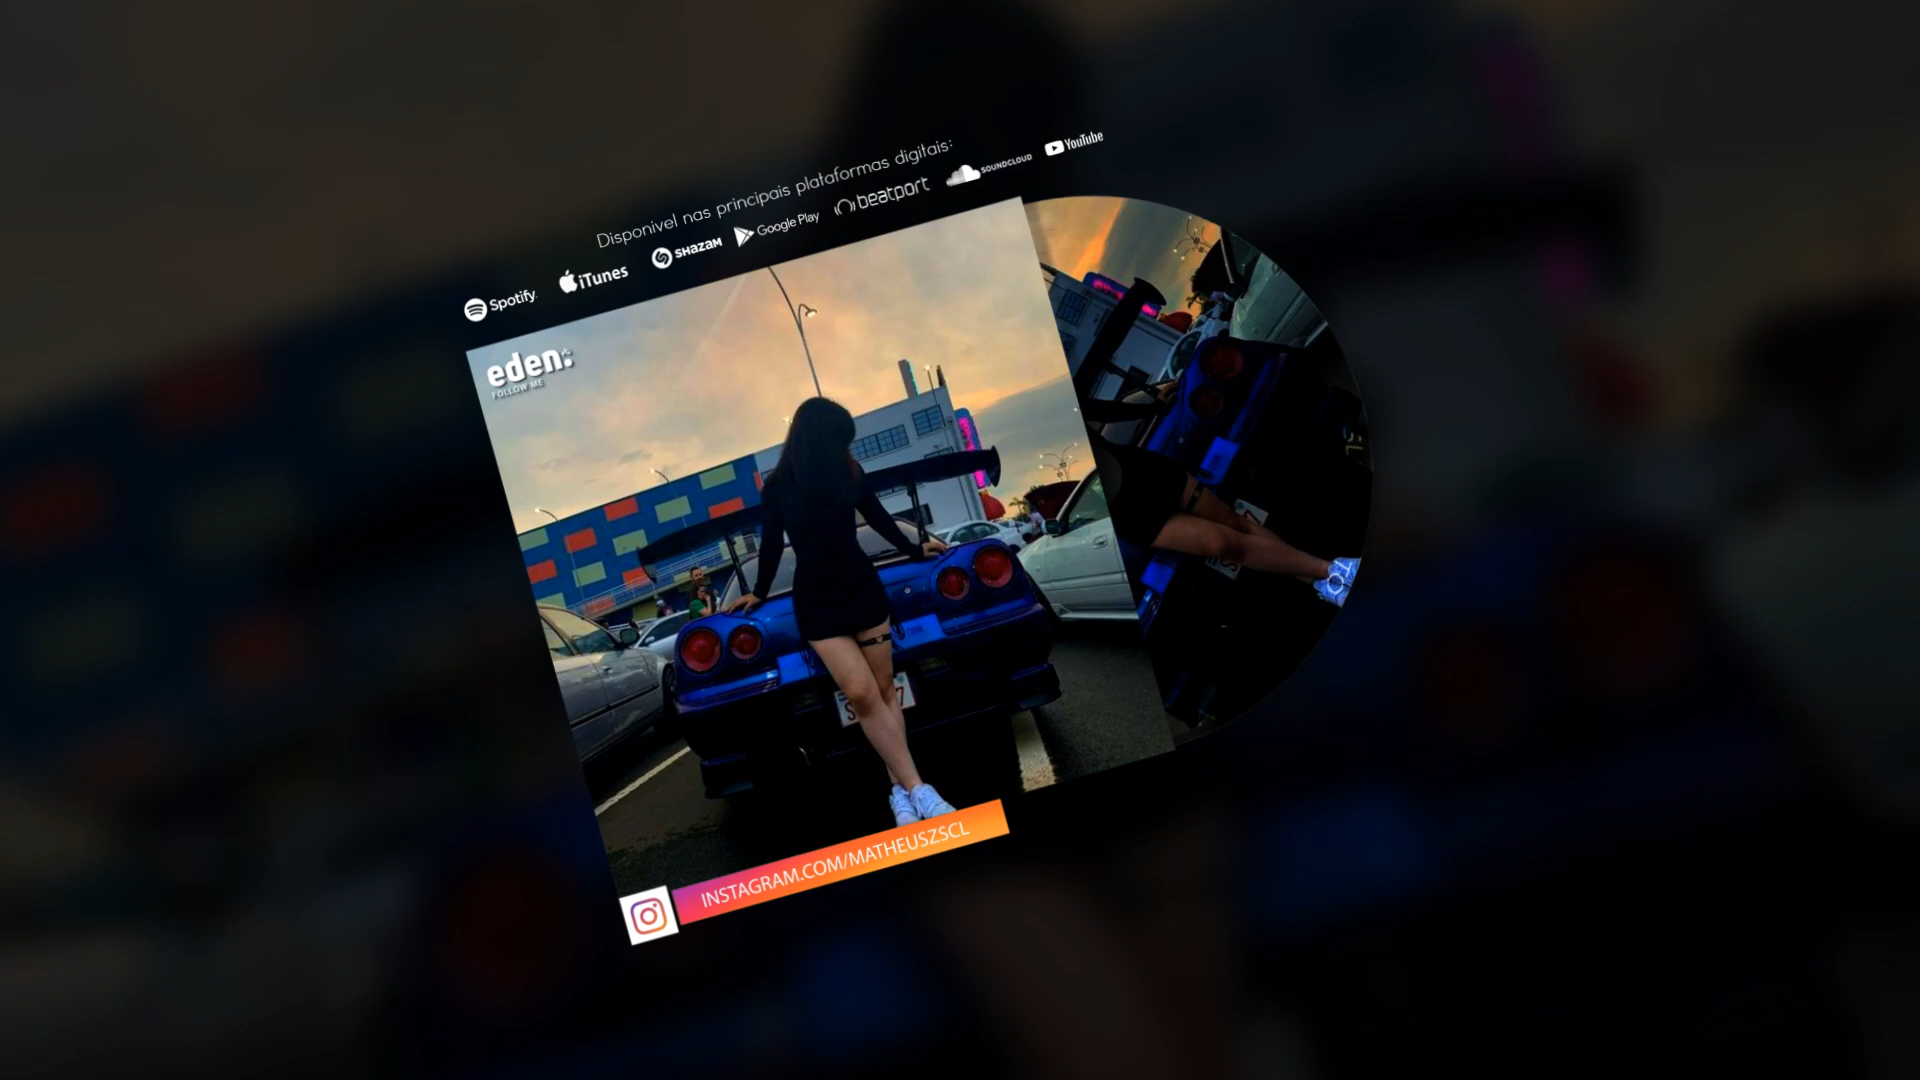 Disponivel nas principais plataformas digitais:
Spotify iTunes SHAZAM Google Play beatport SOUNDCLOUD YouTube
eden:
FOLLOW ME
INSTAGRAM.COM/MATHEUSZSCL